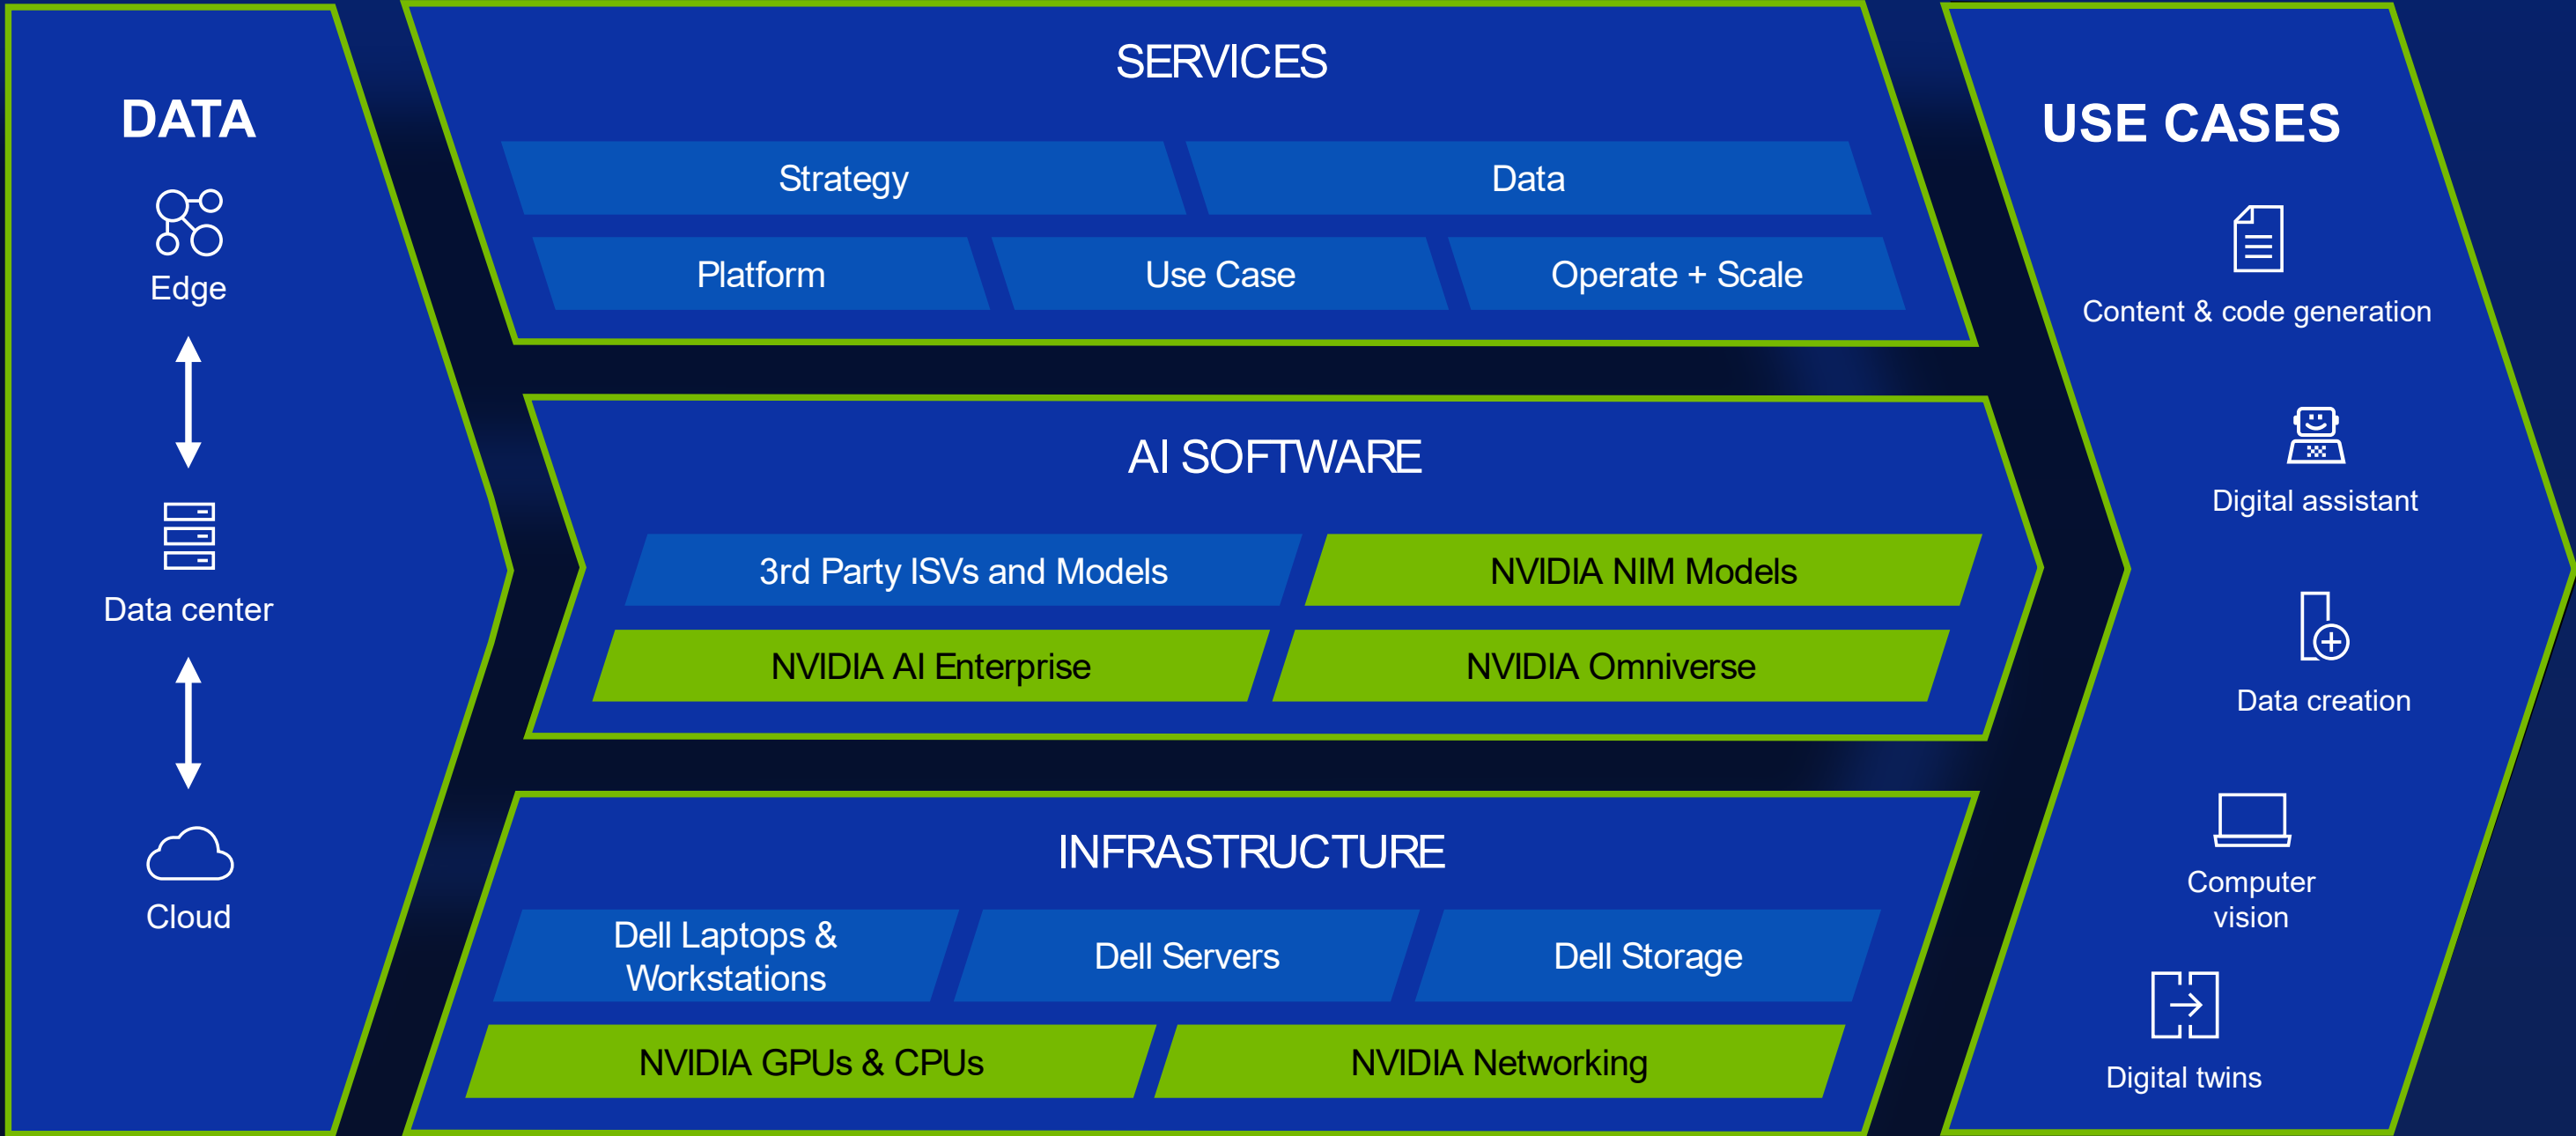 DATA
Edge
Data center
Cloud
SERVICES
Strategy
Data
Platform
Use Case
Operate + Scale
AI SOFTWARE
3rd Party ISVs and Models
NVIDIA NIM Models
NVIDIA AI Enterprise
NVIDIA Omniverse
INFRASTRUCTURE
Dell Laptops &
Workstations
Dell Servers
Dell Storage
NVIDIA GPUs & CPUs
NVIDIA Networking
USE CASES
Content & code generation
Digital assistant
Data creation
Computer
vision
Digital twins